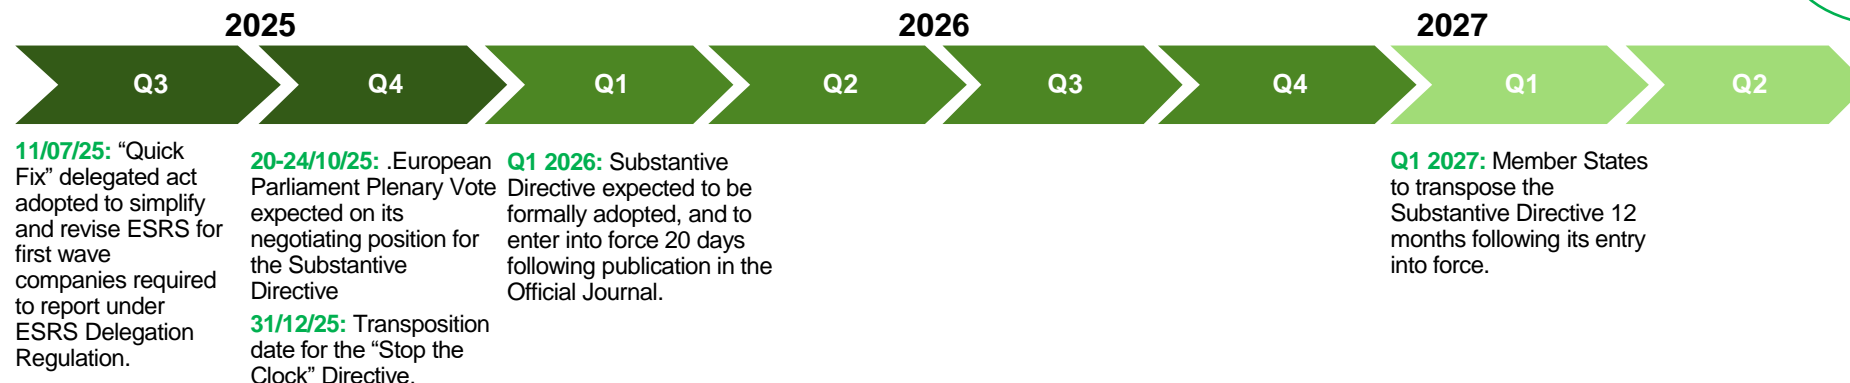 2025
2026
2027
Q3
Q4
Q1
Q2
Q3
Q4
Q1
Q2
11/07/25: “Quick
Fix” delegated act
adopted to simplify
and revise ESRS for
first wave
companies required
to report under
ESRS Delegation
Regulation.
20-24/10/25: .European
Parliament Plenary Vote
expected on its
negotiating position for
the Substantive
Directive
31/12/25: Transposition
date for the “Stop the
Clock” Directive.
Q1 2026: Substantive
Directive expected to be
formally adopted, and to
enter into force 20 days
following publication in the
Official Journal.
Q1 2027: Member States
to transpose the
Substantive Directive 12
months following its entry
into force.